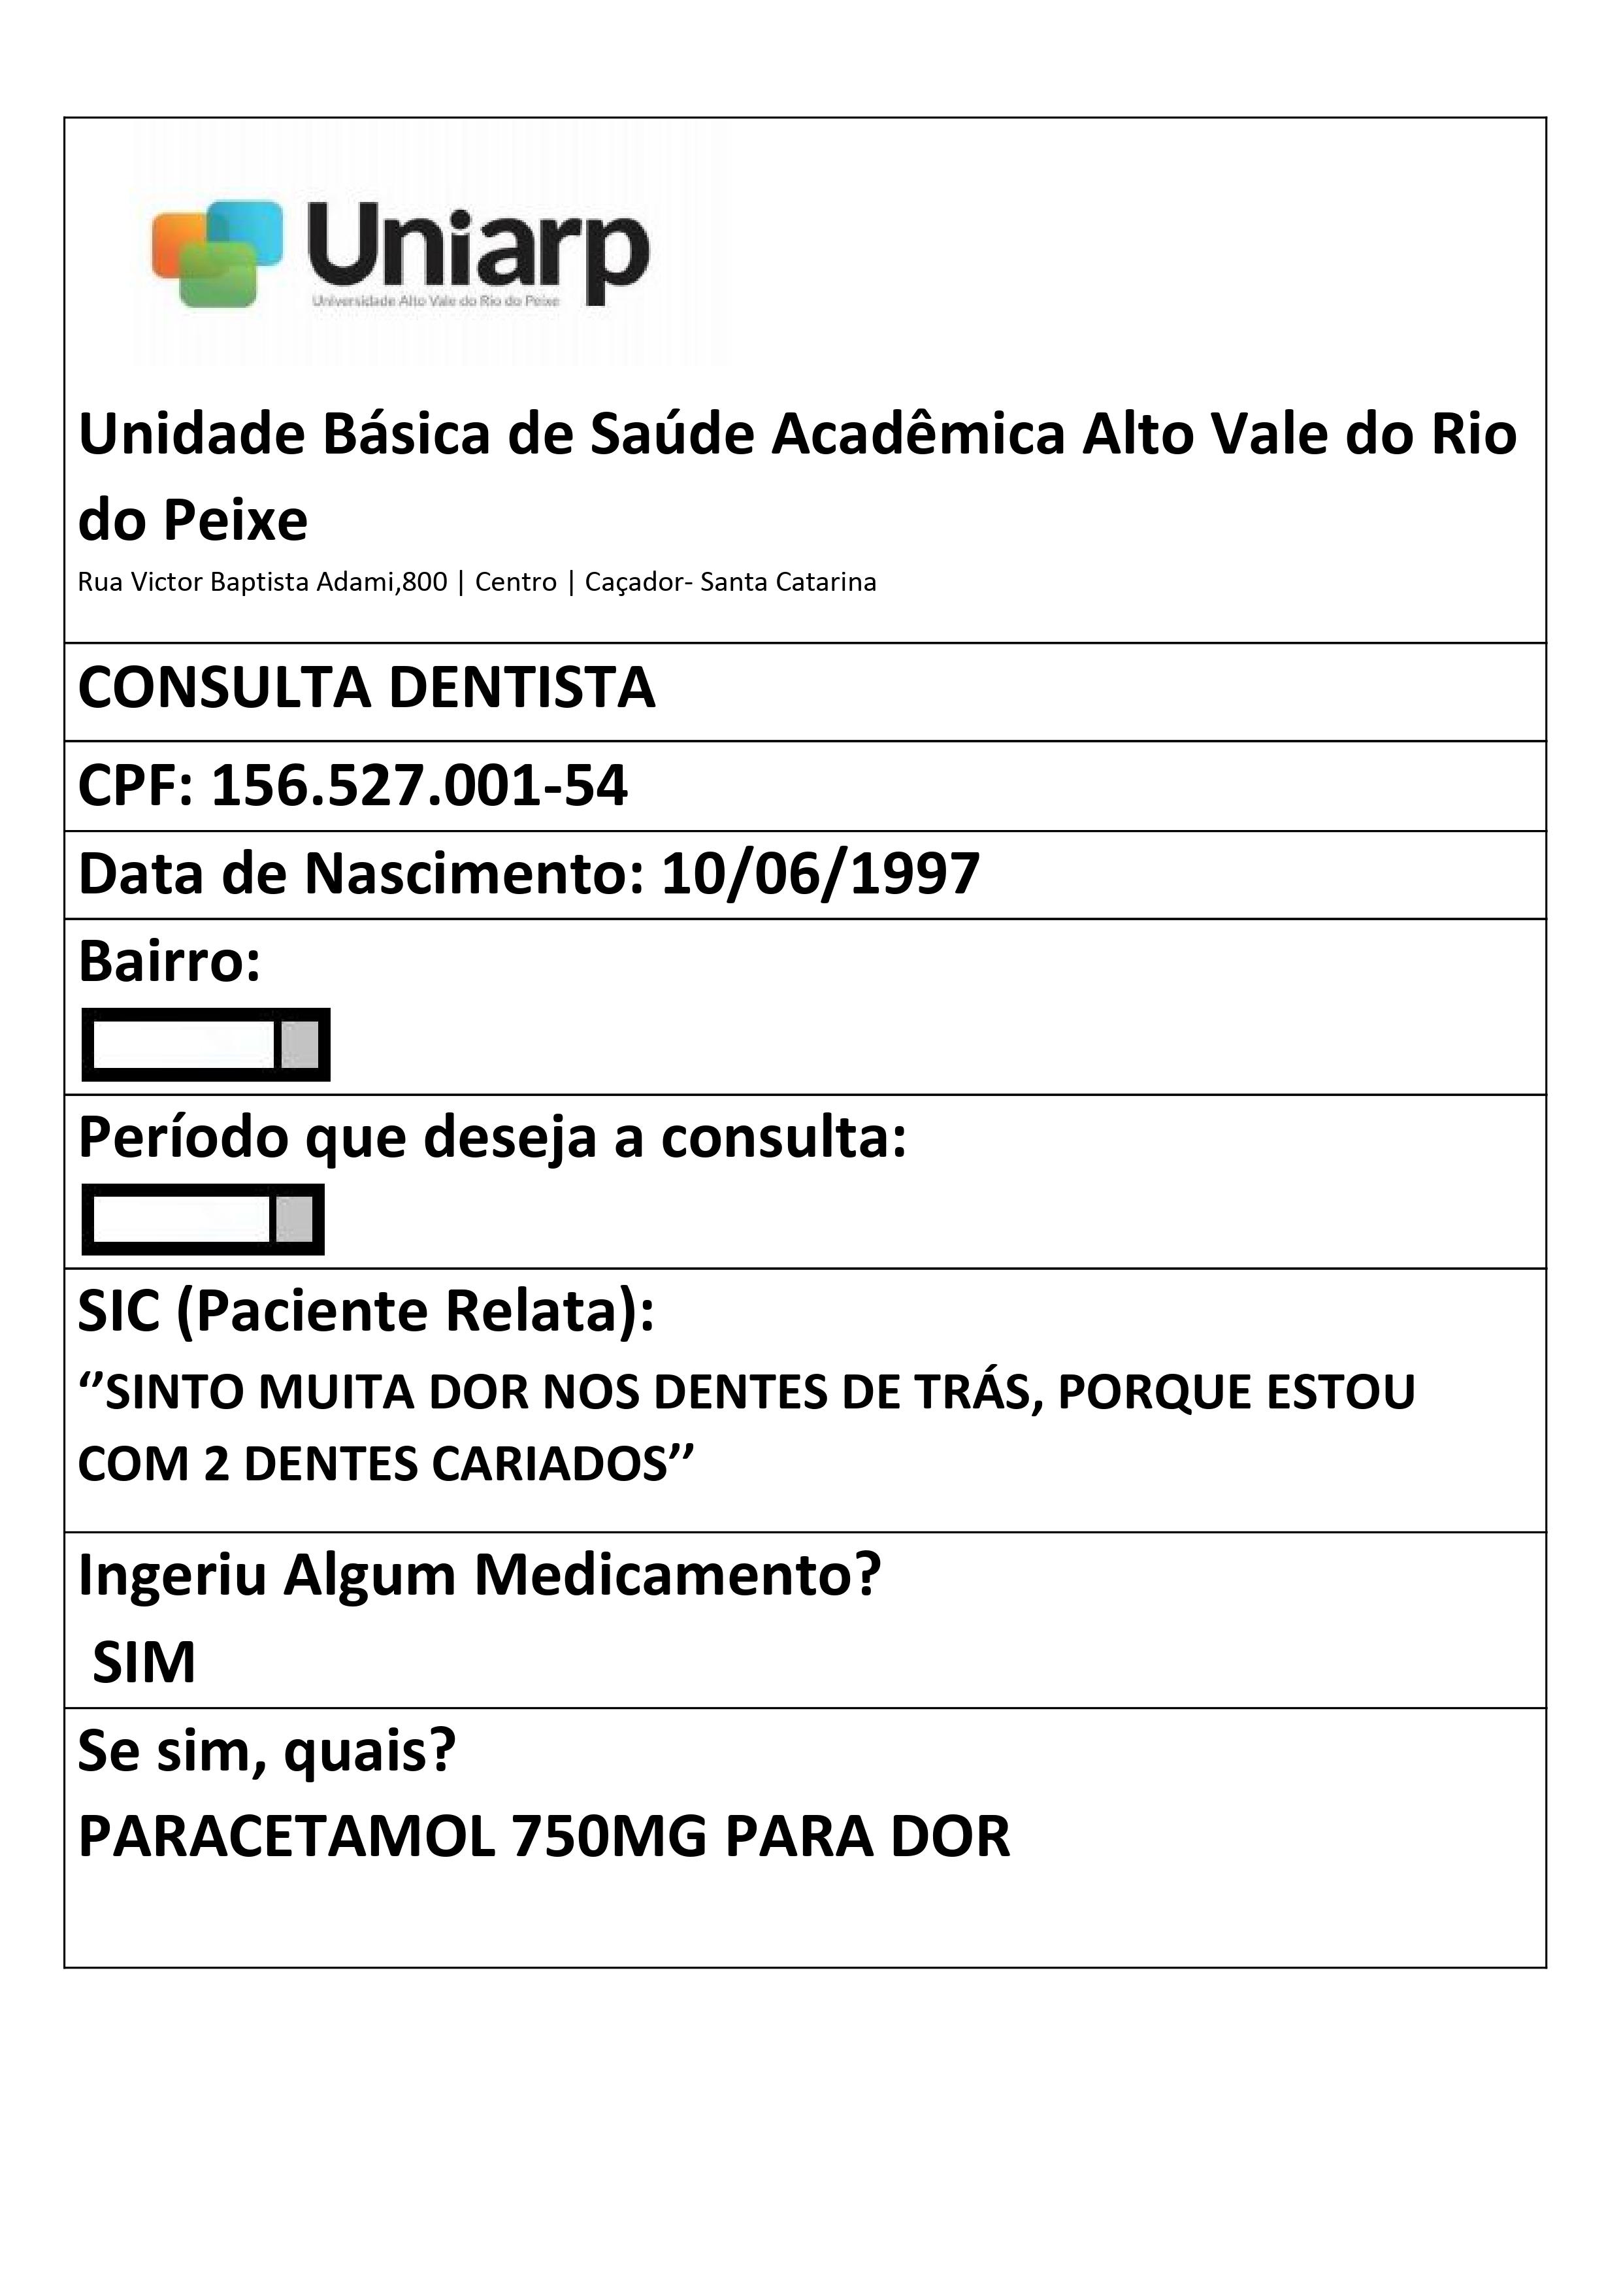 Uniarp
Universidade Alto Vale do Rio do Peixe
Unidade Básica de Saúde Acadêmica Alto Vale do Rio
do Peixe
Rua Victor Baptista Adami,800 | Centro | Caçador- Santa Catarina
CONSULTA DENTISTA
CPF: 156.527.001-54
Data de Nascimento: 10/06/1997
Bairro:
Período que deseja a consulta:
SIC (Paciente Relata):
‘’SINTO MUITA DOR NOS DENTES DE TRÁS, PORQUE ESTOU
COM 2 DENTES CARIADOS’’
Ingeriu Algum Medicamento?
SIM
Se sim, quais?
PARACETAMOL 750MG PARA DOR